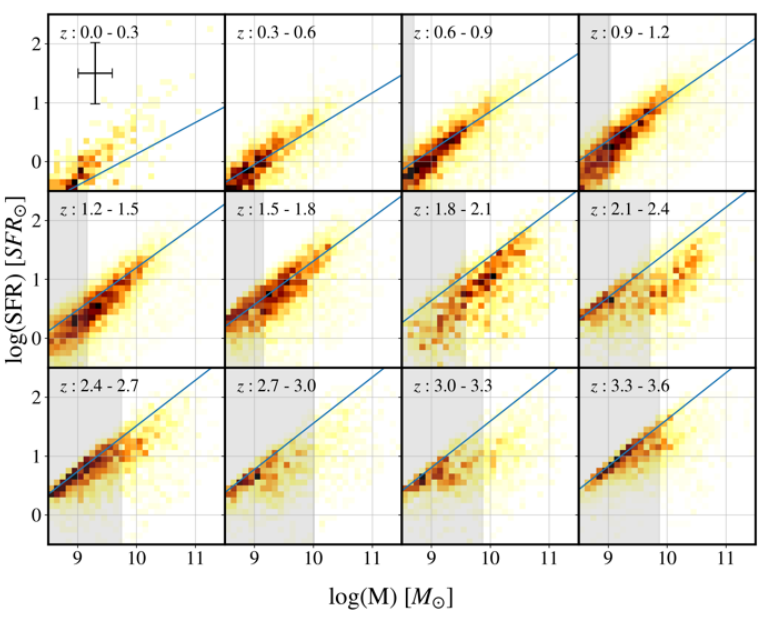 z : 0.0 - 0.3 z : 0.3 - 0.6 z : 0.6 - 0.9 z : 0.9 - 1.2
2
1
0
z : 1.2 - 1.5 z : 1.5 - 1.8 z : 1.8 - 2.1 z : 2.1 - 2.4
2
1
0
log(SFR) [SFR⊙]
z : 2.4 - 2.7 z : 2.7 - 3.0 z : 3.0 - 3.3 z : 3.3 - 3.6
2
1
0
9 10 11 9 10 11 9 10 11 9 10 11
log(M) [M⊙]